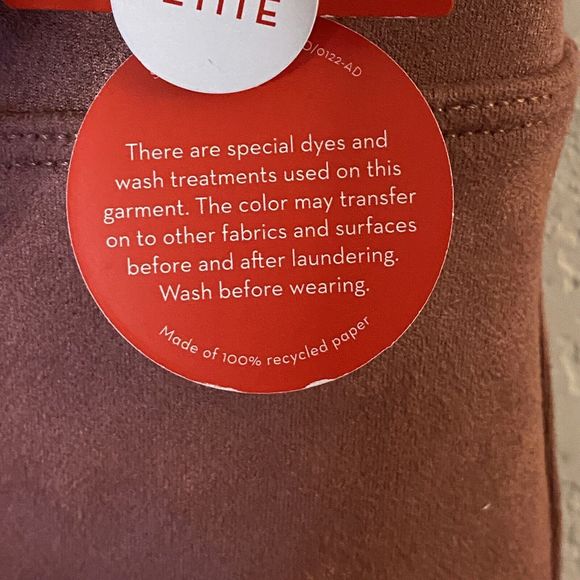 O/0122-AD
There are special dyes and
wash treatments used on this
garment. The color may transfer
on to other fabrics and surfaces
before and after laundering.
Wash before wearing.
Made of 100% recycled paper